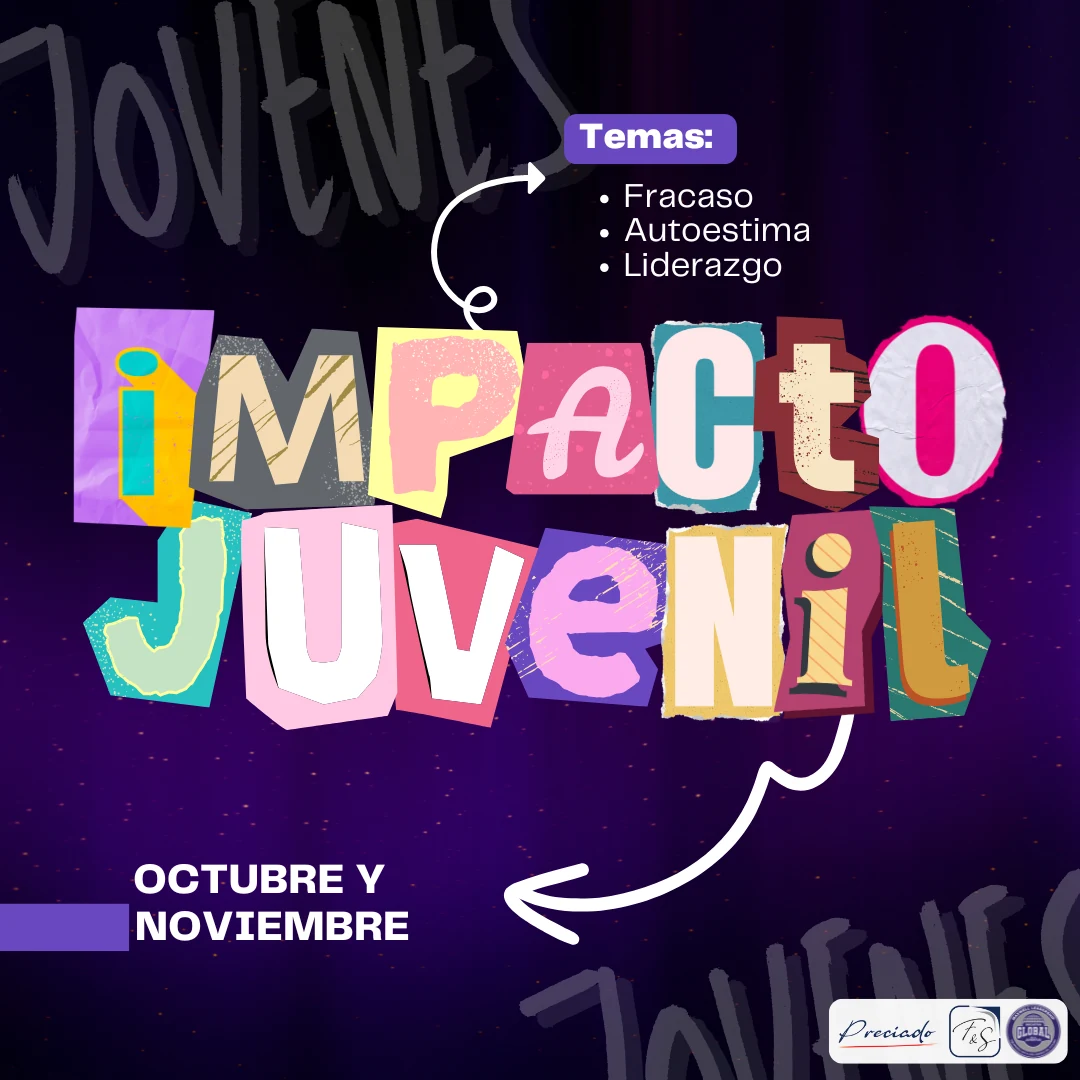 JOVENES
Temas:
• Fracaso
• Autoestima
• Liderazgo
iMPACtO
JUVeNiL
OCTUBRE Y
NOVIEMBRE
JOVENES
Preciado
F&S
GLOBAL